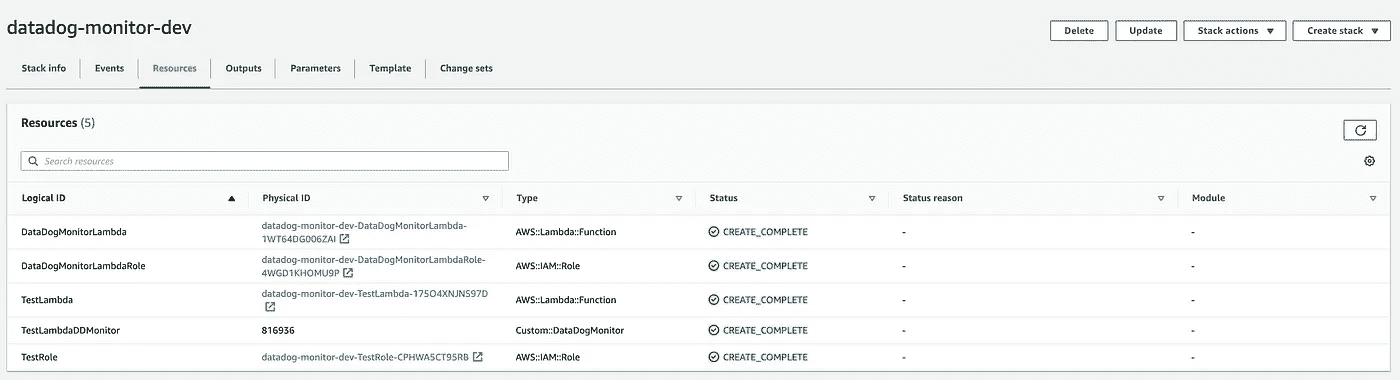 datadog-monitor-dev
Delete
Update
Stack actions
Create stack
Stack info
Events
Resources
Outputs
Parameters
Template
Change sets
Resources (5)
Search resources
Logical ID
Physical ID
Type
Status
Status reason
Module
DataDogMonitorLambda
datadog-monitor-dev-DataDogMonitorLambda-
1WT64DG006ZAI
AWS::Lambda::Function
CREATE_COMPLETE
-
-
DataDogMonitorLambdaRole
datadog-monitor-dev-DataDogMonitorLambdaRole-
4WGD1KHOMU9P
AWS::IAM::Role
CREATE_COMPLETE
-
-
TestLambda
datadog-monitor-dev-TestLambda-175O4XNJNS97D
AWS::Lambda::Function
CREATE_COMPLETE
-
-
TestLambdaDDMonitor
816936
Custom::DataDogMonitor
CREATE_COMPLETE
-
-
TestRole
datadog-monitor-dev-TestRole-CPHWA5CT95RB
AWS::IAM::Role
CREATE_COMPLETE
-
-